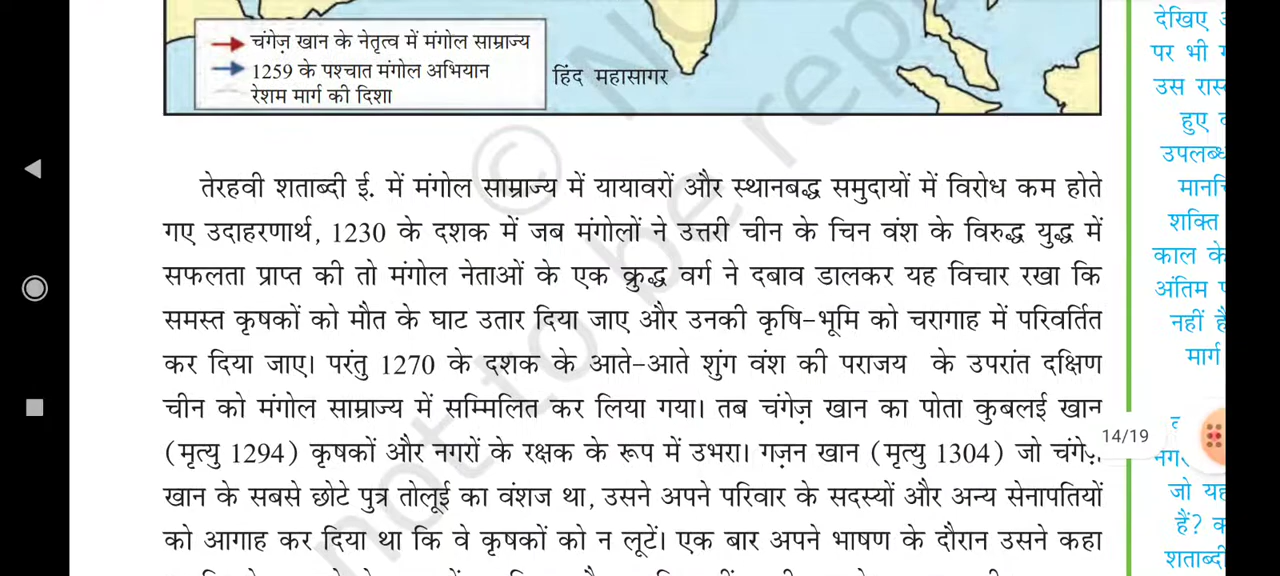 चंगेज़ खान के नेतृत्व में मंगोल साम्राज्य
1259 के पश्चात मंगोल अभियान
रेशम मार्ग की दिशा
हिंद महासागर
तेरहवी शताब्दी ई. में मंगोल साम्राज्य में यायावरों और स्थानबद्ध समुदायों में विरोध कम होते
गए उदाहरणार्थ, 1230 के दशक में जब मंगोलों ने उत्तरी चीन के चिन वंश के विरुद्ध युद्ध में
सफलता प्राप्त की तो मंगोल नेताओं के एक क्रुद्ध वर्ग ने दबाव डालकर यह विचार रखा कि
समस्त कृषकों को मौत के घाट उतार दिया जाए और उनकी कृषि-भूमि को चरागाह में परिवर्तित
कर दिया जाए। परंतु 1270 के दशक के आते-आते शुंग वंश की पराजय के उपरांत दक्षिण
चीन को मंगोल साम्राज्य में सम्मिलित कर लिया गया। तब चंगेज़ खान का पोता कुबलई खान
(मृत्यु 1294) कृषकों और नगरों के रक्षक के रूप में उभरा। गज़न खान (मृत्यु 1304) जो चंगेज़
खान के सबसे छोटे पुत्र तोलूई का वंशज था, उसने अपने परिवार के सदस्यों और अन्य सेनापतियों
को आगाह कर दिया था कि वे कृषकों को न लूटें। एक बार अपने भाषण के दौरान उसने कहा
14/19
देखिए
पर भी
उस
हुए
शक्ति
काल के
नहीं
मार्ग
जो
हैं?
© not to be